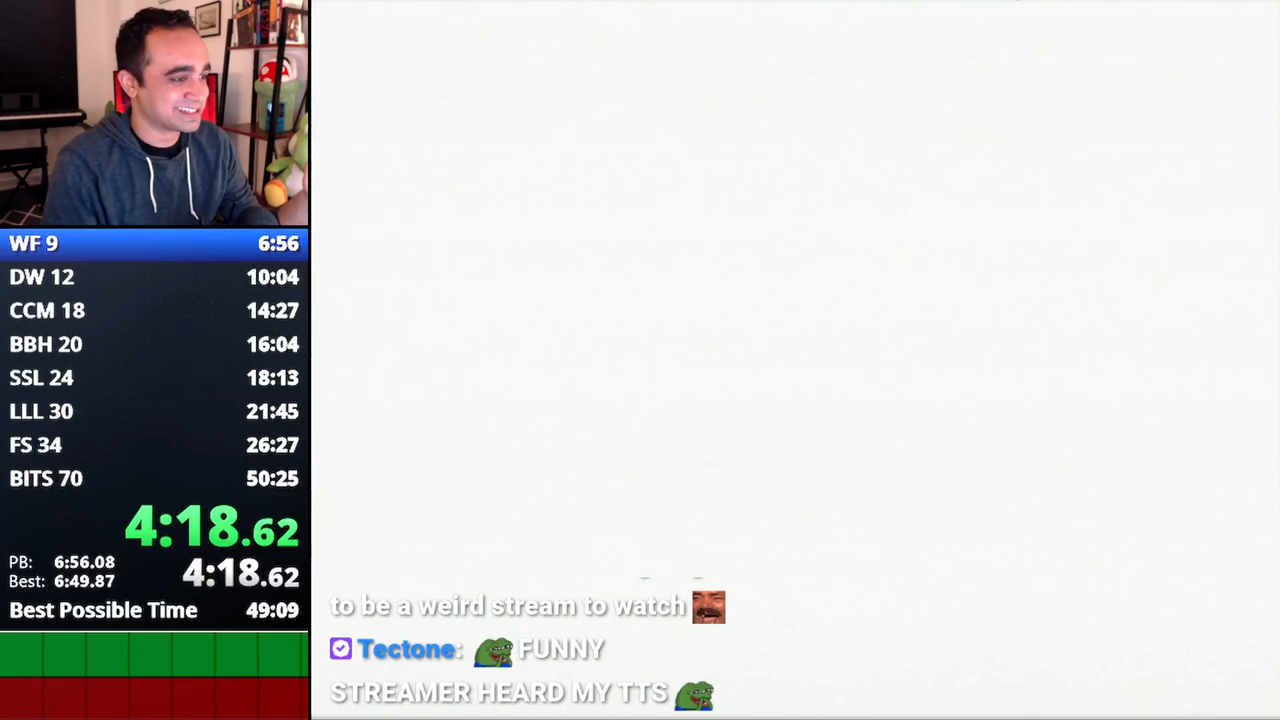 WF 9 6:56
DW 12 10:04
CCM 18 14:27
BBH 20 16:04
SSL 24 18:13
LLL 30 21:45
FS 34 26:27
BITS 70 50:25
4:18.62
PB: 6:56.08
Best: 6:49.87
4:18.62
Best Possible Time 49:09
to be a weird stream to watch
Tectone: FUNNY
STREAMER HEARD MY TTS